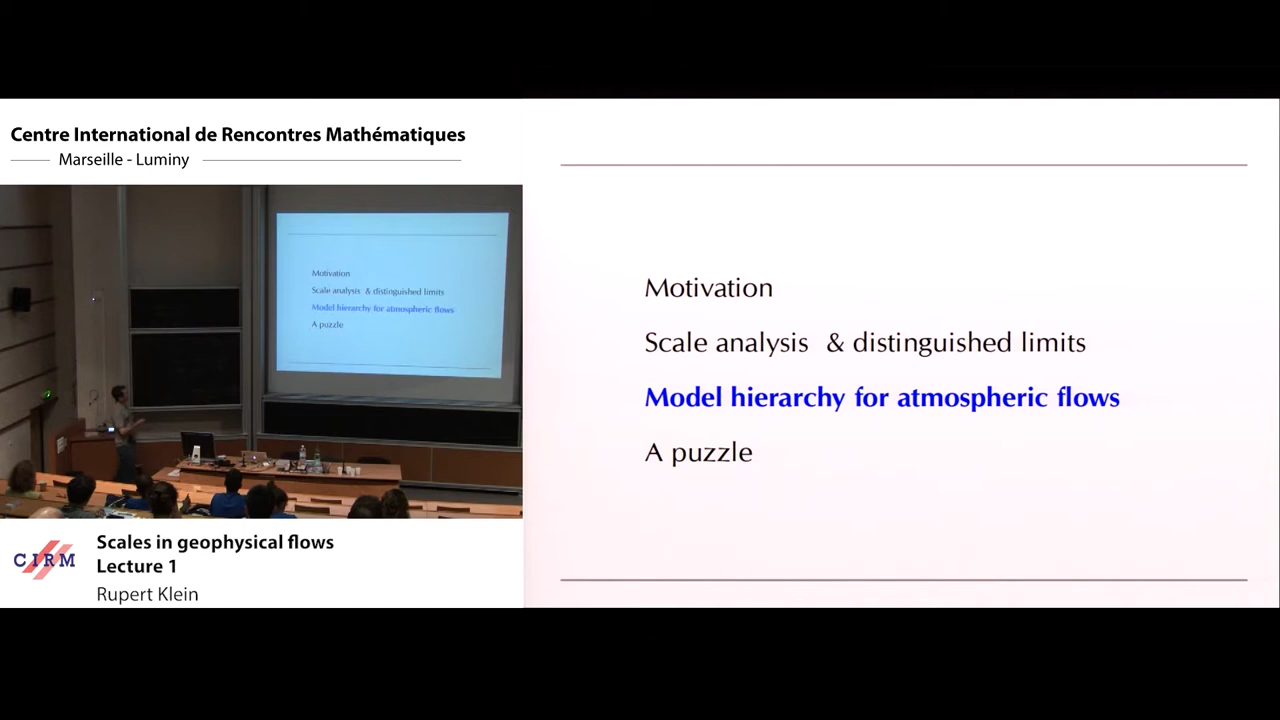 Centre International de Rencontres Mathématiques
Marseille - Luminy
Motivation
Scale analysis & distinguished limits
Model hierarchy for atmospheric flows
A puzzle
CIRM
Scales in geophysical flows
Lecture 1
Rupert Klein
Motivation
Scale analysis & distinguished limits
Model hierarchy for atmospheric flows
A puzzle